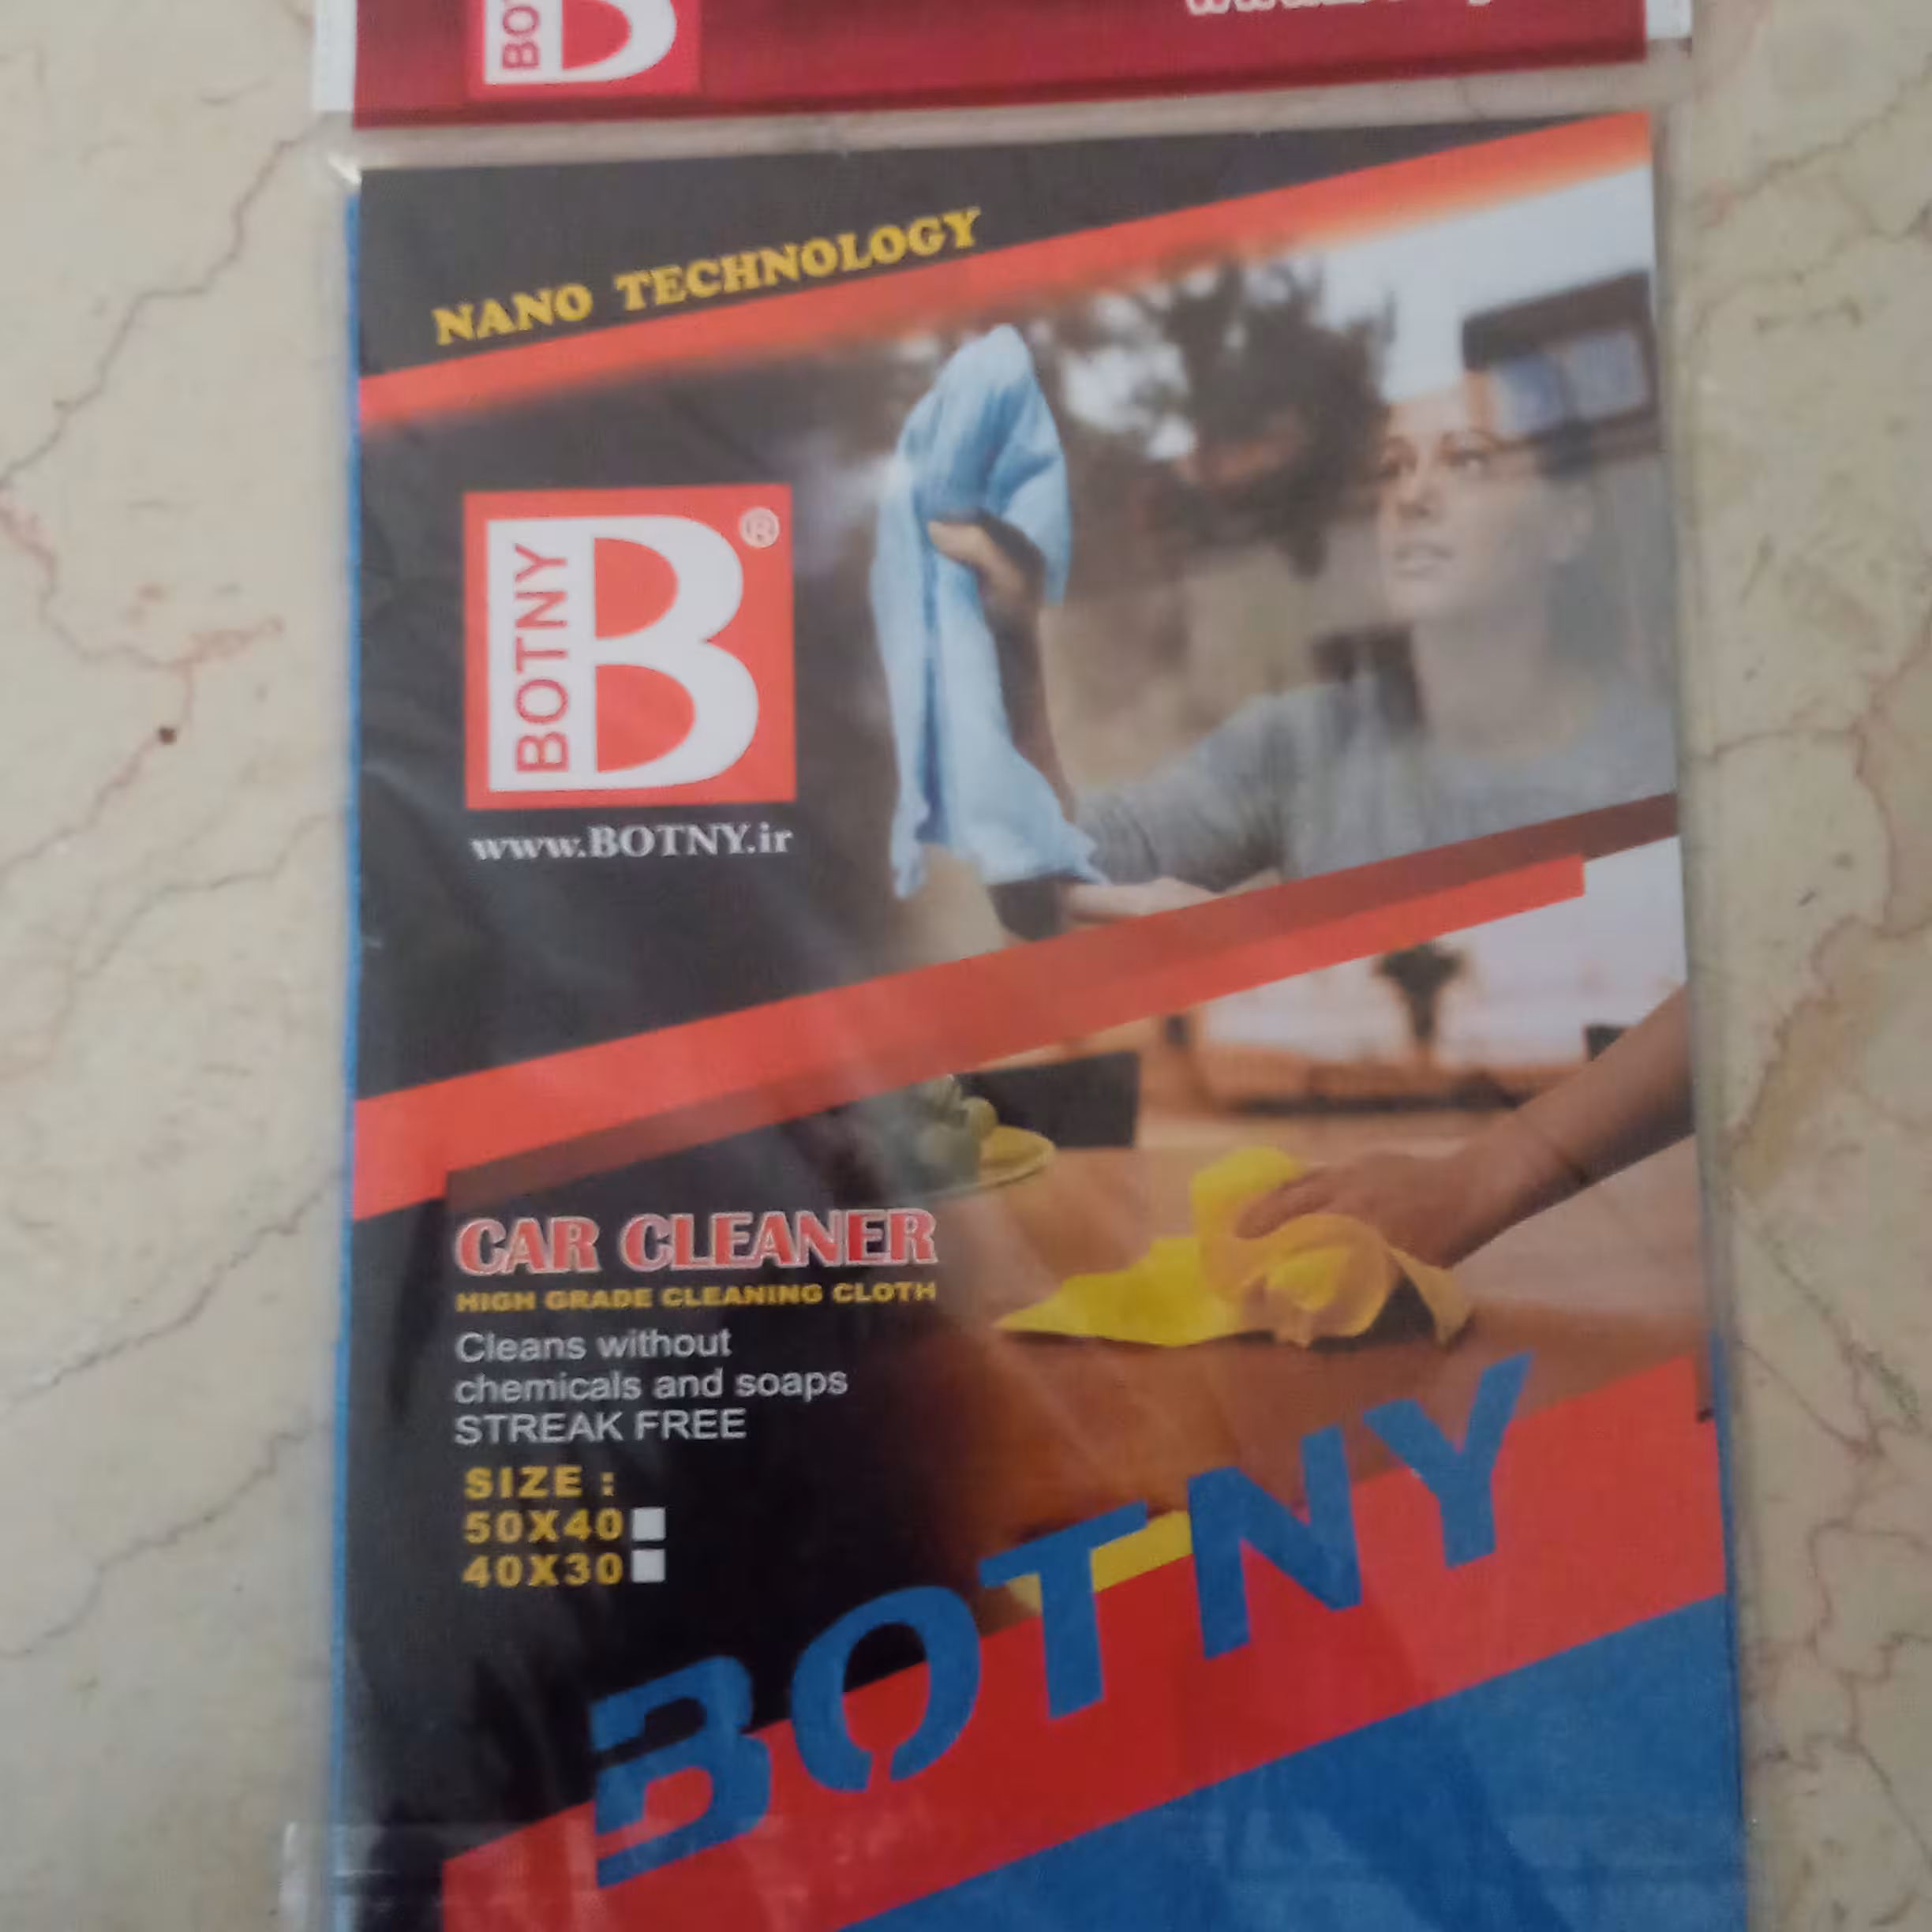 BO B
NANO TECHNOLOGY
BOTNY B ®
www.BOTNY.ir
CAR CLEANER
HIGH GRADE CLEANING CLOTH
Cleans without
chemicals and soaps
STREAK FREE
SIZE :
50X40
40X30
BOTNY